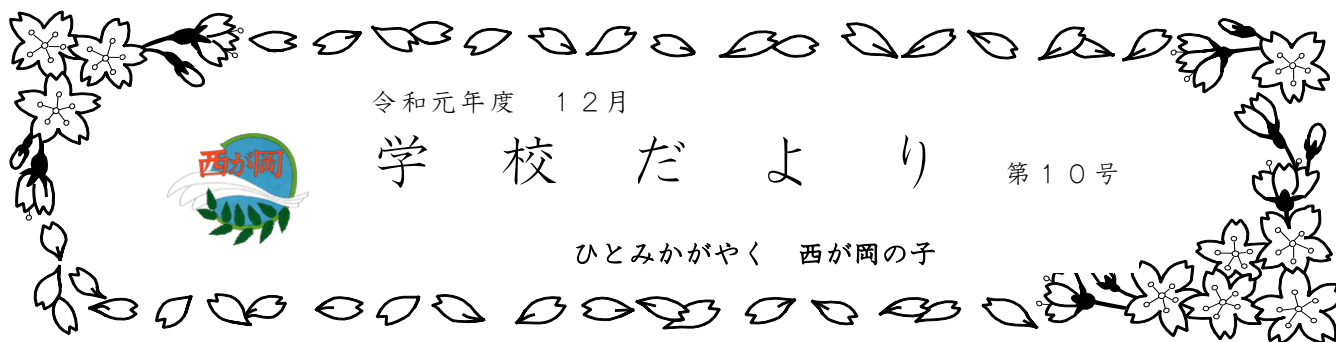 令和元年度　１２月
西が岡
学校だより　第１０号
ひとみかがやく　西が岡の子